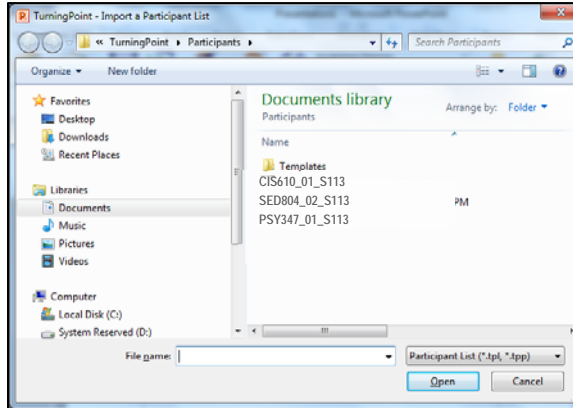 TurningPoint - Import a Participant List
« TurningPoint Participants
Search Participants
Organize
New folder
Favorites
Desktop
Downloads
Recent Places
Libraries
Documents
Music
Pictures
Videos
Computer
Local Disk (C:)
System Reserved (D:)
Documents library
Participants
Arrange by: Folder
Name
Templates
CIS610_01_S113
SED804_02_S113
PM
PSY347_01_S113
File name:
Participant List (*.tpl, *.tpp)
Open
Cancel